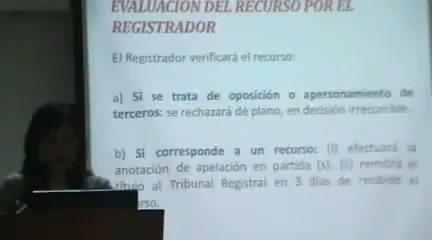 EVALUACIÓN DEL RECURSO POR EL
REGISTRADOR
El Registrador verificará el recurso:
a) Si se trata de oposición o apersonamiento de
terceros: se rechazará de plano, en decisión irrecurrible.
b) Si corresponde a un recurso: (i) efectuará la
anotación de apelación en partida (s), (ii) remitirá el
título al Tribunal Registral en 3 días de recibido el